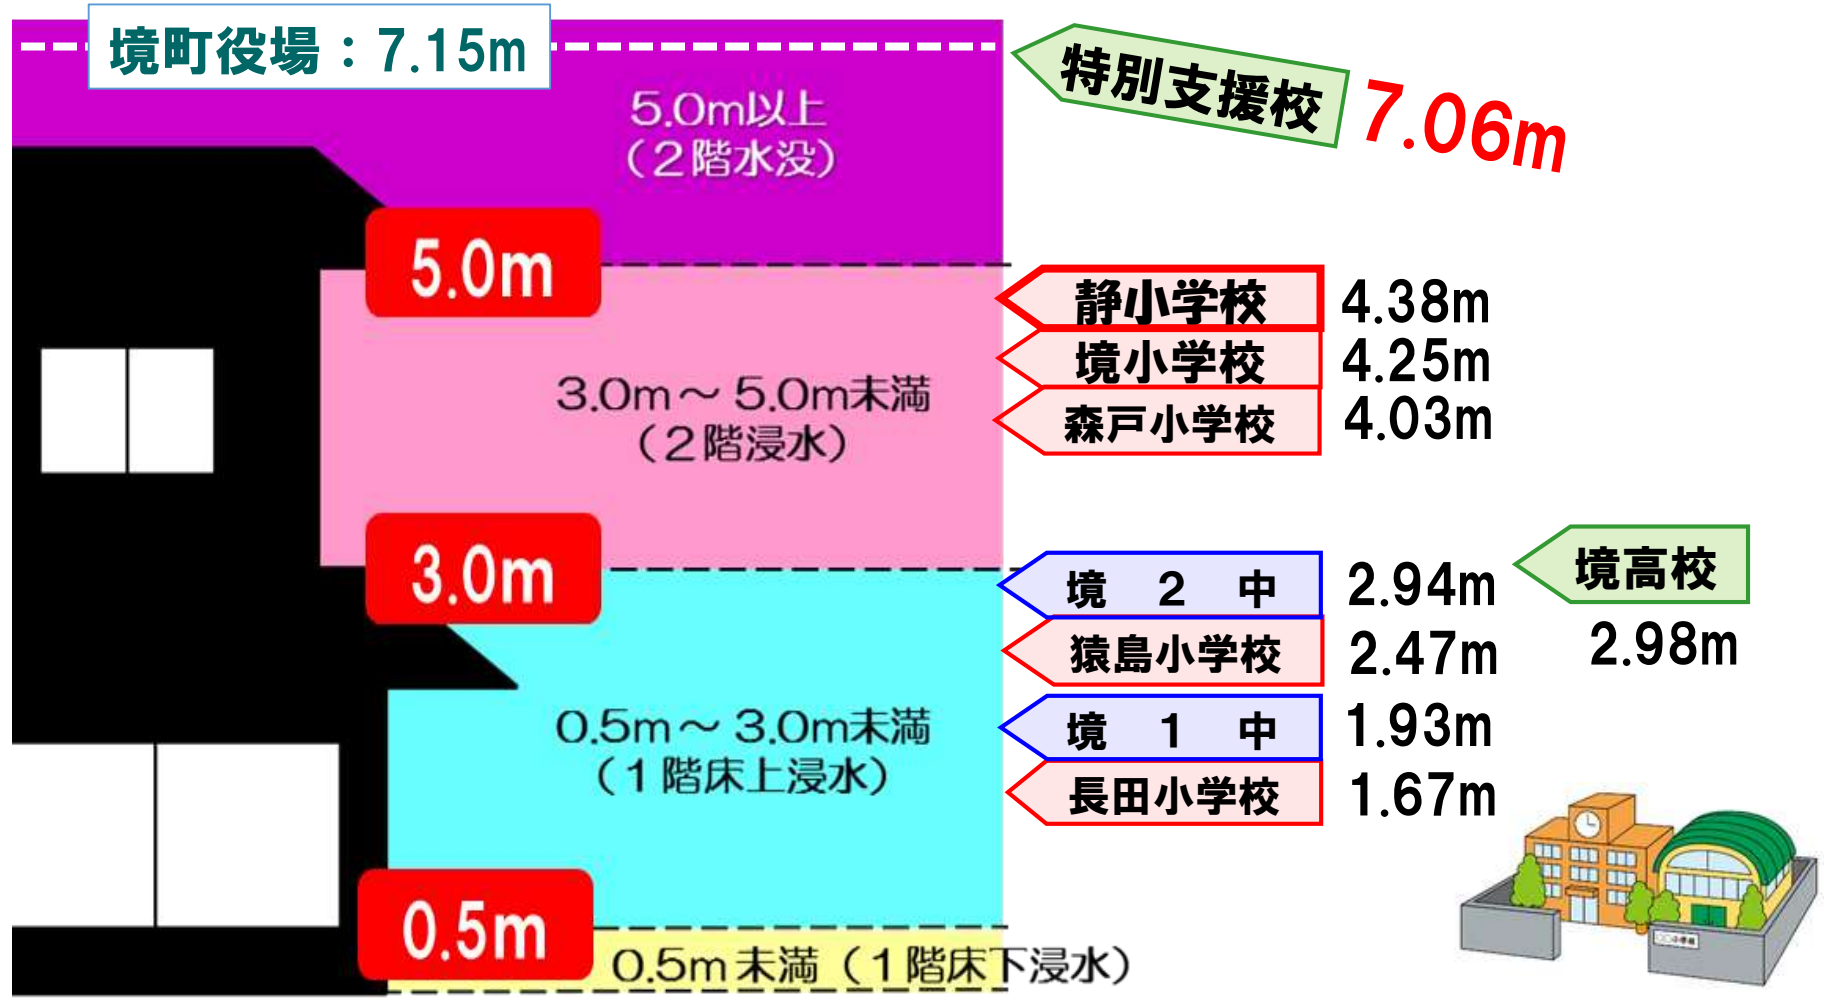 境町役場：7.15m
特別支援校 7.06m
5.0m以上
（２階水没）
5.0m
静小学校 4.38m
境小学校 4.25m
森戸小学校 4.03m
3.0m～5.0m未満
（２階浸水）
3.0m
境　2　中 2.94m
境高校
2.98m
猿島小学校 2.47m
0.5m～3.0m未満
（１階床上浸水）
境　1　中 1.93m
長田小学校 1.67m
0.5m
0.5m未満（１階床下浸水）